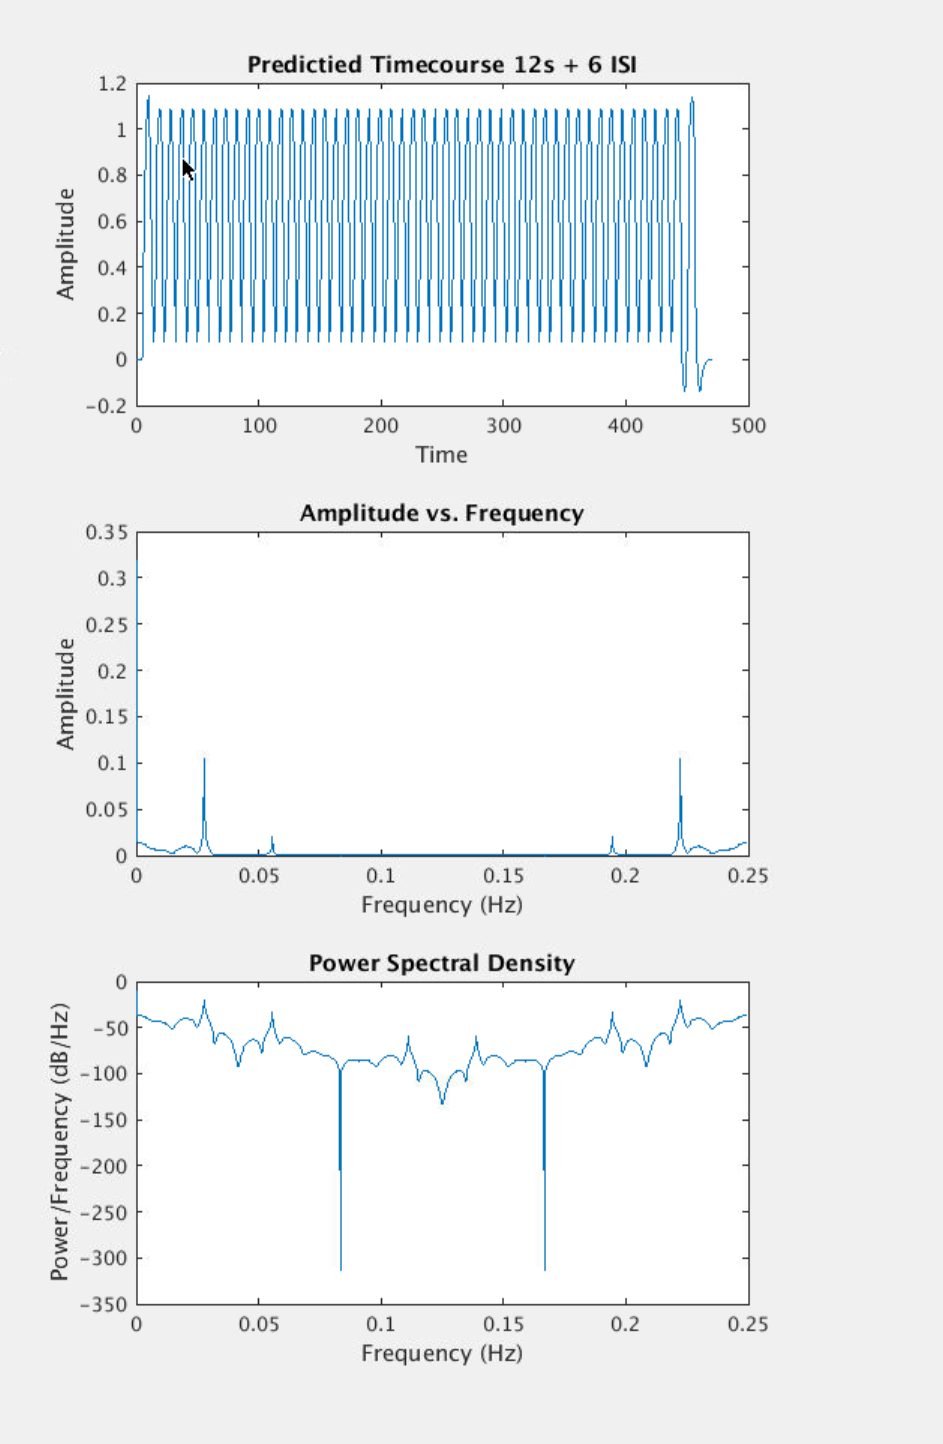 Predictied Timecourse 12s + 6 ISI
1.2
1
0.8
0.6
0.4
0.2
0
−0.2
Amplitude
0 100 200 300 400 500
Time
Amplitude vs. Frequency
0.35
0.3
0.25
0.2
0.15
0.1
0.05
0
Amplitude
0 0.05 0.1 0.15 0.2 0.25
Frequency (Hz)
Power Spectral Density
0
−50
−100
−150
−200
−250
−300
−350
Power/Frequency (dB/Hz)
0 0.05 0.1 0.15 0.2 0.25
Frequency (Hz)